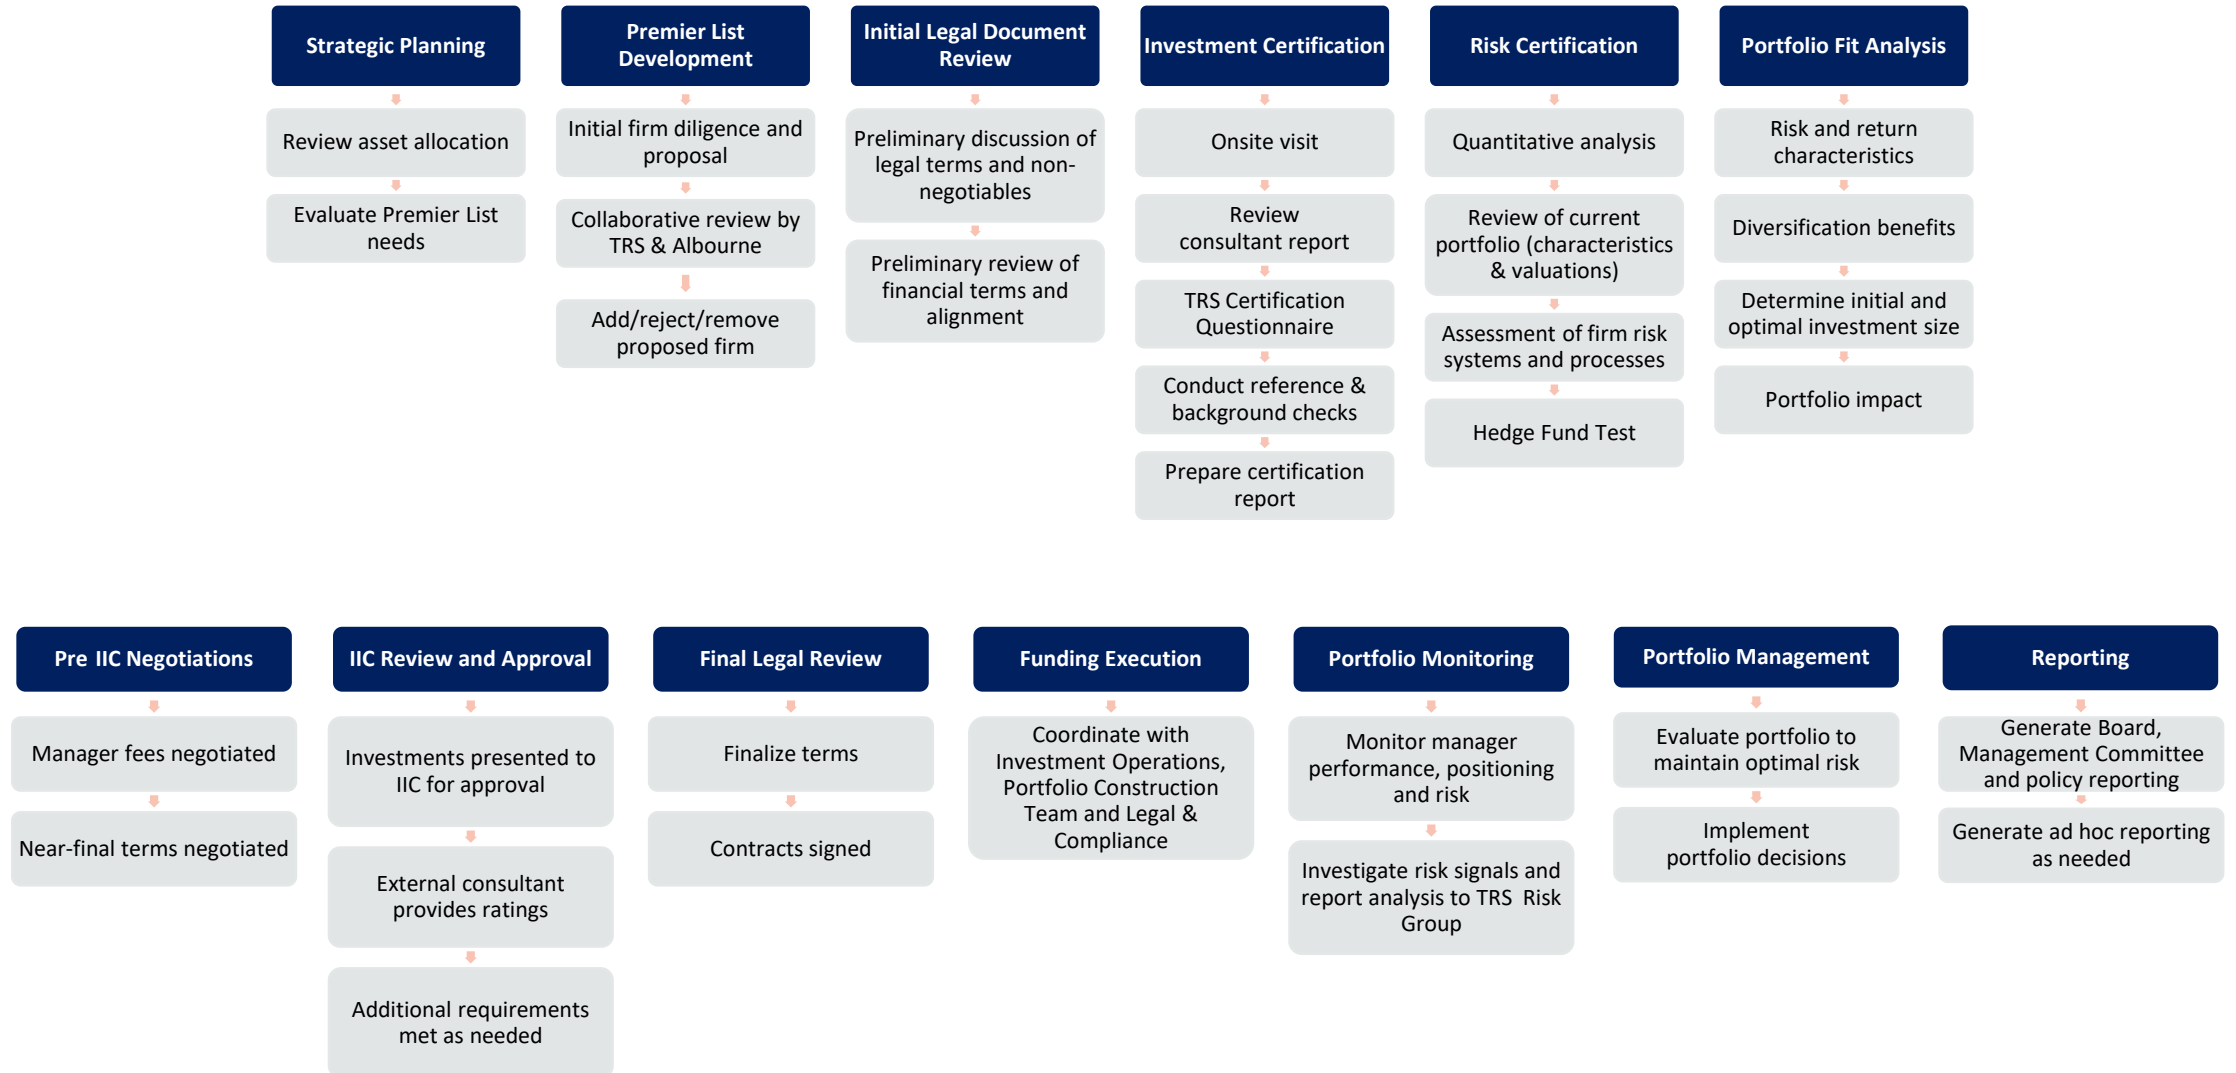 Strategic Planning
Review asset allocation
Evaluate Premier List
needs
Premier List
Development
Initial firm diligence and
proposal
Collaborative review by
TRS & Albourne
Add/reject/remove
proposed firm
Initial Legal Document
Review
Preliminary discussion of
legal terms and non-
negotiables
Preliminary review of
financial terms and
alignment
Investment Certification
Onsite visit
Review
consultant report
TRS Certification
Questionnaire
Conduct reference &
background checks
Prepare certification
report
Risk Certification
Quantitative analysis
Review of current
portfolio (characteristics
& valuations)
Assessment of firm risk
systems and processes
Hedge Fund Test
Portfolio Fit Analysis
Risk and return
characteristics
Diversification benefits
Determine initial and
optimal investment size
Portfolio impact
Pre IIC Negotiations
Manager fees negotiated
Near-final terms negotiated
IIC Review and Approval
Investments presented to
IIC for approval
External consultant
provides ratings
Additional requirements
met as needed
Final Legal Review
Finalize terms
Contracts signed
Funding Execution
Coordinate with
Investment Operations,
Portfolio Construction
Team and Legal &
Compliance
Portfolio Monitoring
Monitor manager
performance, positioning
and risk
Investigate risk signals and
report analysis to TRS Risk
Group
Portfolio Management
Evaluate portfolio to
maintain optimal risk
Implement
portfolio decisions
Reporting
Generate Board,
Management Committee
and policy reporting
Generate ad hoc reporting
as needed